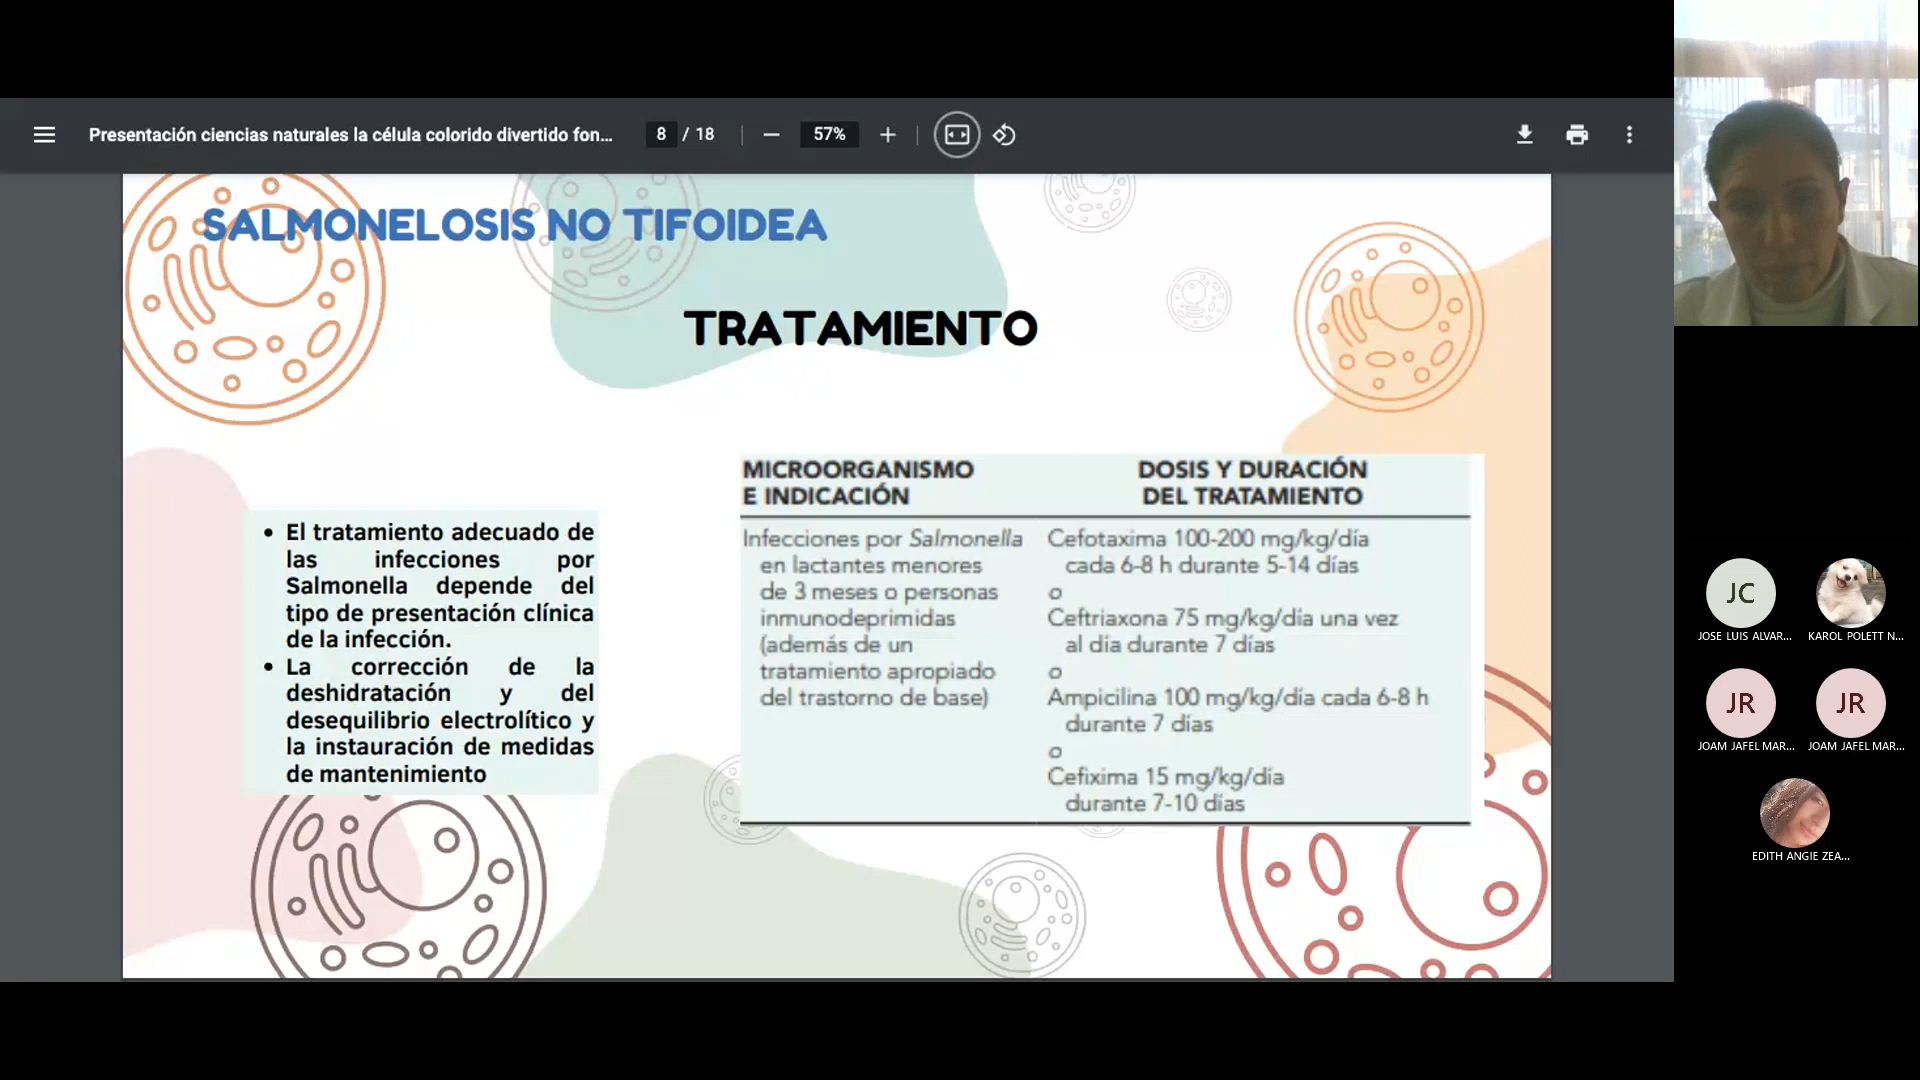 Presentación ciencias naturales la célula colorido divertido fon...
8 / 18
57%
SALMONELOSIS NO TIFOIDEA
TRATAMIENTO
• El tratamiento adecuado de
las infecciones por
Salmonella depende del
tipo de presentación clínica
de la infección.
• La corrección de la
deshidratación y del
desequilibrio electrolítico y
la instauración de medidas
de mantenimiento
MICROORGANISMO
E INDICACIÓN
Infecciones por Salmonella
en lactantes menores
de 3 meses o personas
inmunodeprimidas
(además de un
tratamiento apropiado
del trastorno de base)
DOSIS Y DURACIÓN
DEL TRATAMIENTO
Cefotaxima 100-200 mg/kg/día
cada 6-8 h durante 5-14 días
o
Ceftriaxona 75 mg/kg/día una vez
al día durante 7 días
o
Ampicilina 100 mg/kg/día cada 6-8 h
durante 7 días
o
Cefixima 15 mg/kg/día
durante 7-10 días
JC
JOSE LUIS ALVAR...
KAROL POLETT N...
JR
JOAM JAFEL MAR...
JR
JOAM JAFEL MAR...
EDITH ANGIE ZEA...